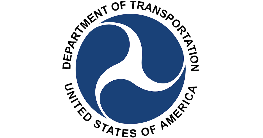 DEPARTMENT OF TRANSPORTATION
UNITED STATES OF AMERICA